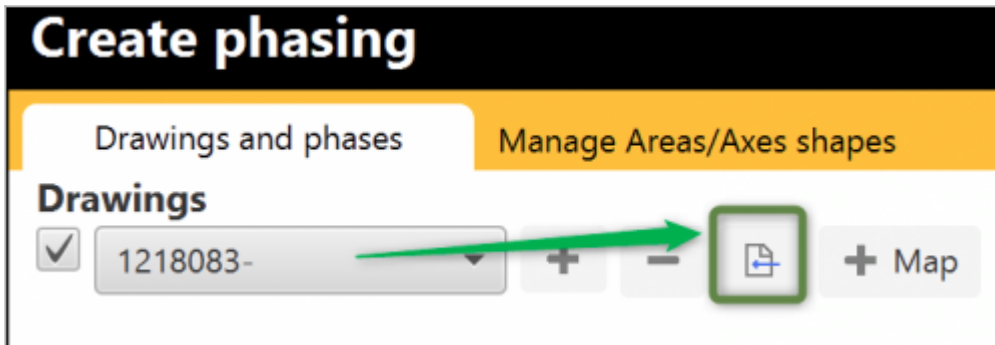 Create phasing
Drawings and phases
Manage Areas/Axes shapes
Drawings
1218083-
+ Map